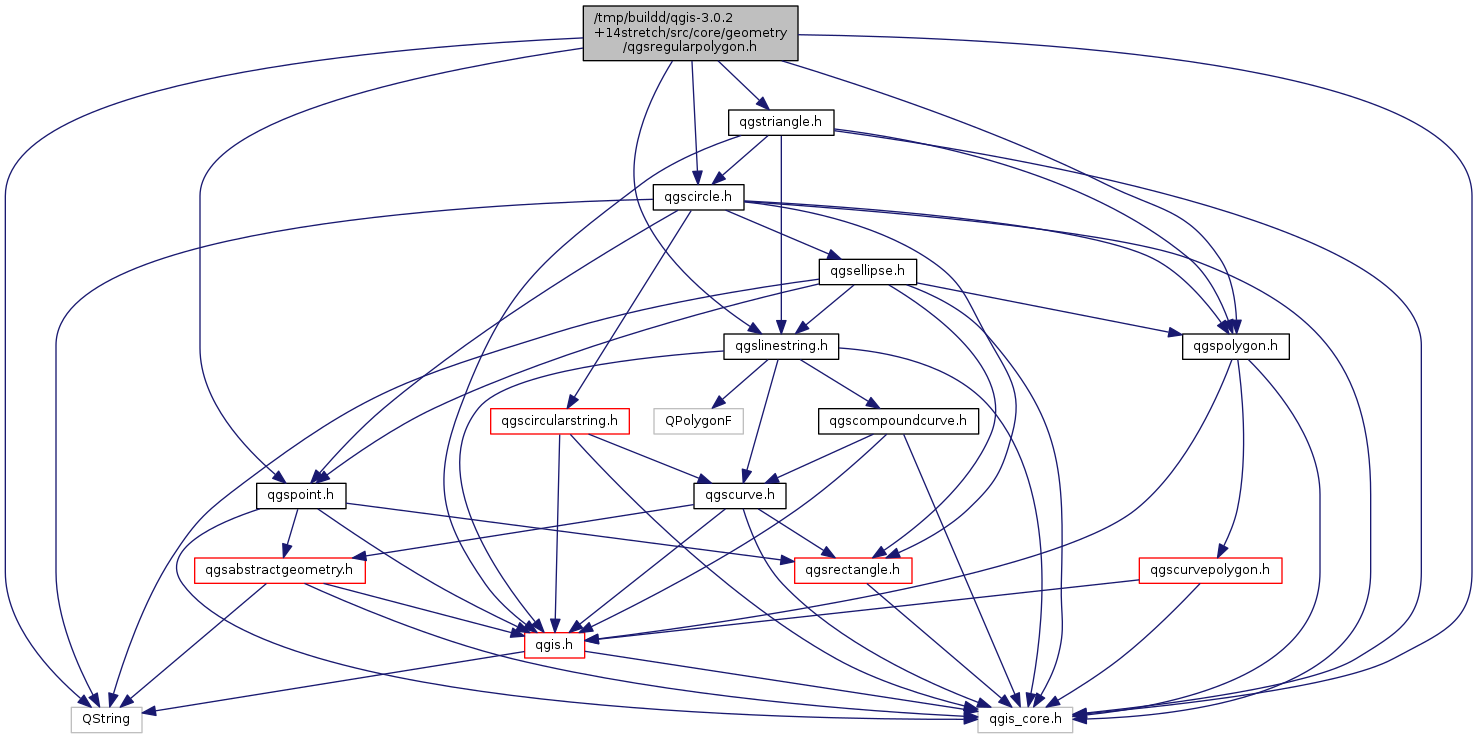 /tmp/buildd/qgis-3.0.2
+14stretch/src/core/geometry
/qgsregularpolygon.h
qgstriangle.h
qgscircle.h
qgsellipse.h
qgslinestring.h
qgspolygon.h
qgscircularstring.h
QPolygonF
qgscompoundcurve.h
qgspoint.h
qgscurve.h
qgsabstractgeometry.h
qgsrectangle.h
qgscurvepolygon.h
qgis.h
QString
qgis_core.h